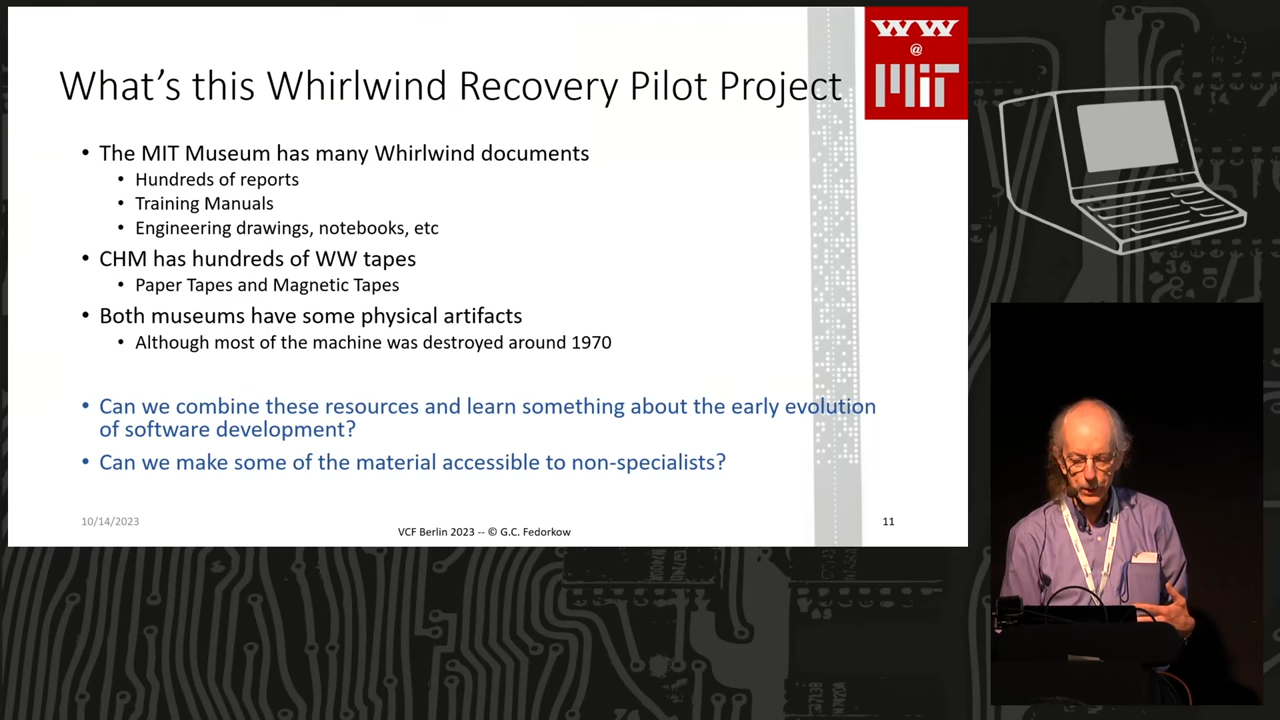 WW
@
MIT
What's this Whirlwind Recovery Pilot Project
• The MIT Museum has many Whirlwind documents
• Hundreds of reports
• Training Manuals
• Engineering drawings, notebooks, etc
• CHM has hundreds of WW tapes
• Paper Tapes and Magnetic Tapes
• Both museums have some physical artifacts
• Although most of the machine was destroyed around 1970
• Can we combine these resources and learn something about the early evolution
of software development?
• Can we make some of the material accessible to non-specialists?
10/14/2023
VCF Berlin 2023 -- © G.C. Fedorkow
11